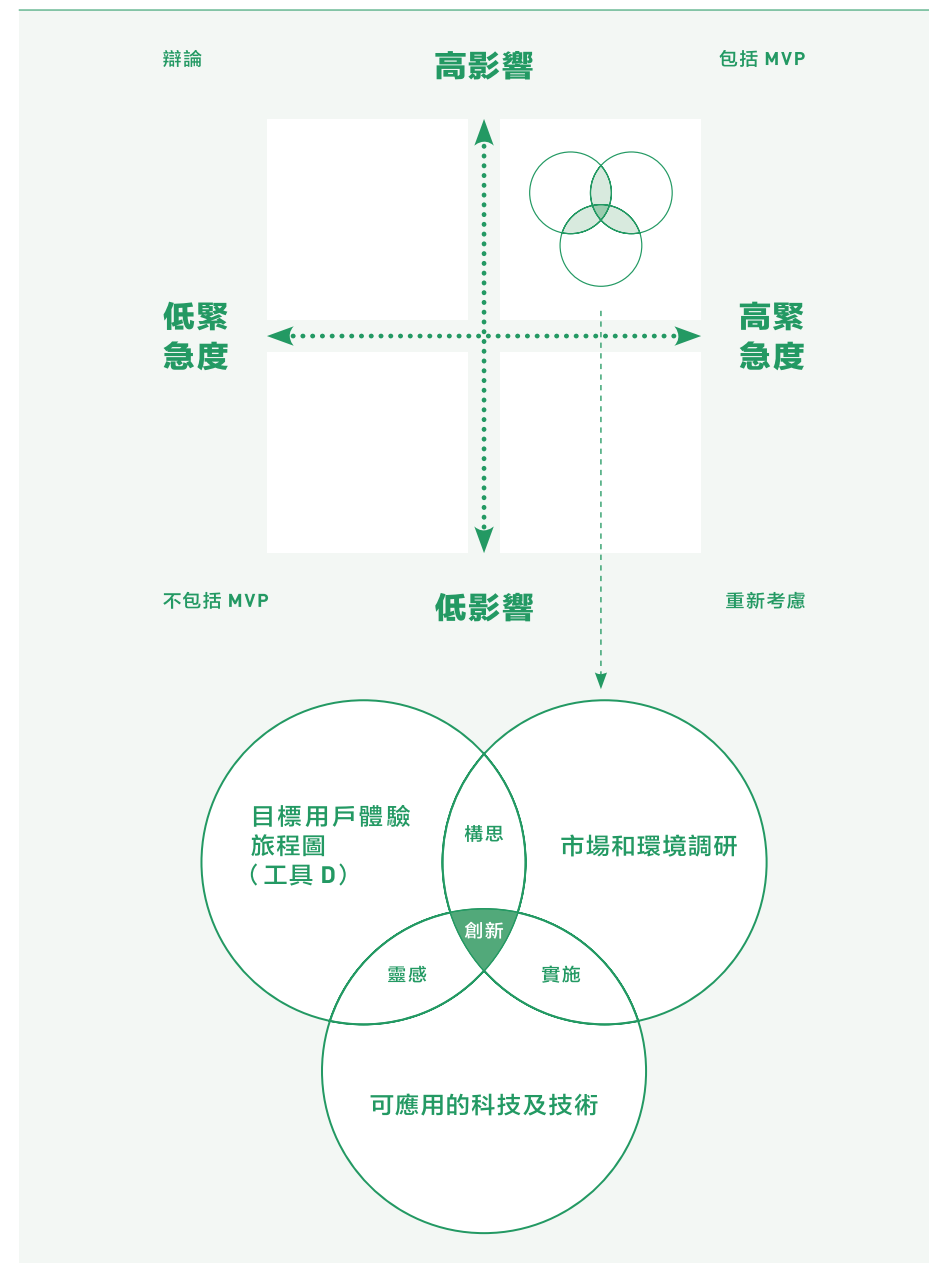 辯論
高影響
包括 MVP
低緊
急度
高緊
急度
不包括 MVP
低影響
重新考慮
目標用戶體驗
旅程圖
（工具 D）
構思
市場和環境調研
創新
靈感
實施
可應用的科技及技術